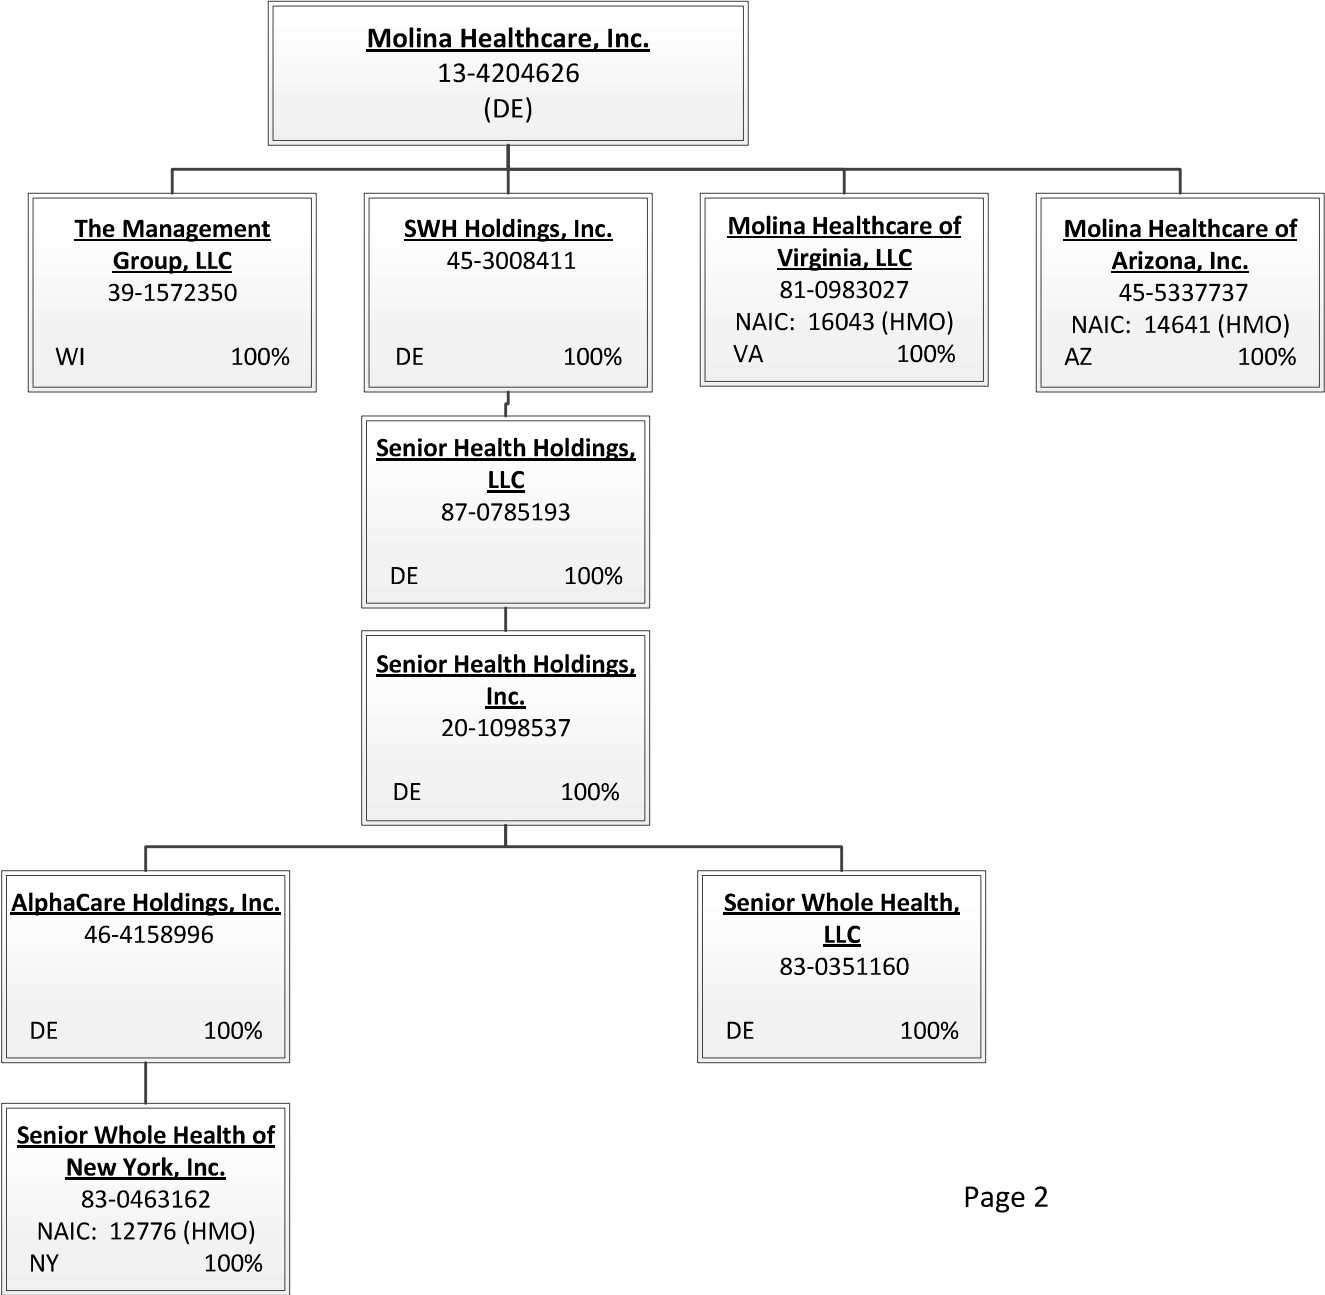 Molina Healthcare, Inc.
13-4204626
(DE)
The Management
Group, LLC
39-1572350
WI 100%
SWH Holdings, Inc.
45-3008411
DE 100%
Molina Healthcare of
Virginia, LLC
81-0983027
NAIC: 16043 (HMO)
VA 100%
Molina Healthcare of
Arizona, Inc.
45-5337737
NAIC: 14641 (HMO)
AZ 100%
Senior Health Holdings,
LLC
87-0785193
DE 100%
Senior Health Holdings,
Inc.
20-1098537
DE 100%
AlphaCare Holdings, Inc.
46-4158996
DE 100%
Senior Whole Health,
LLC
83-0351160
DE 100%
Senior Whole Health of
New York, Inc.
83-0463162
NAIC: 12776 (HMO)
NY 100%
Page 2